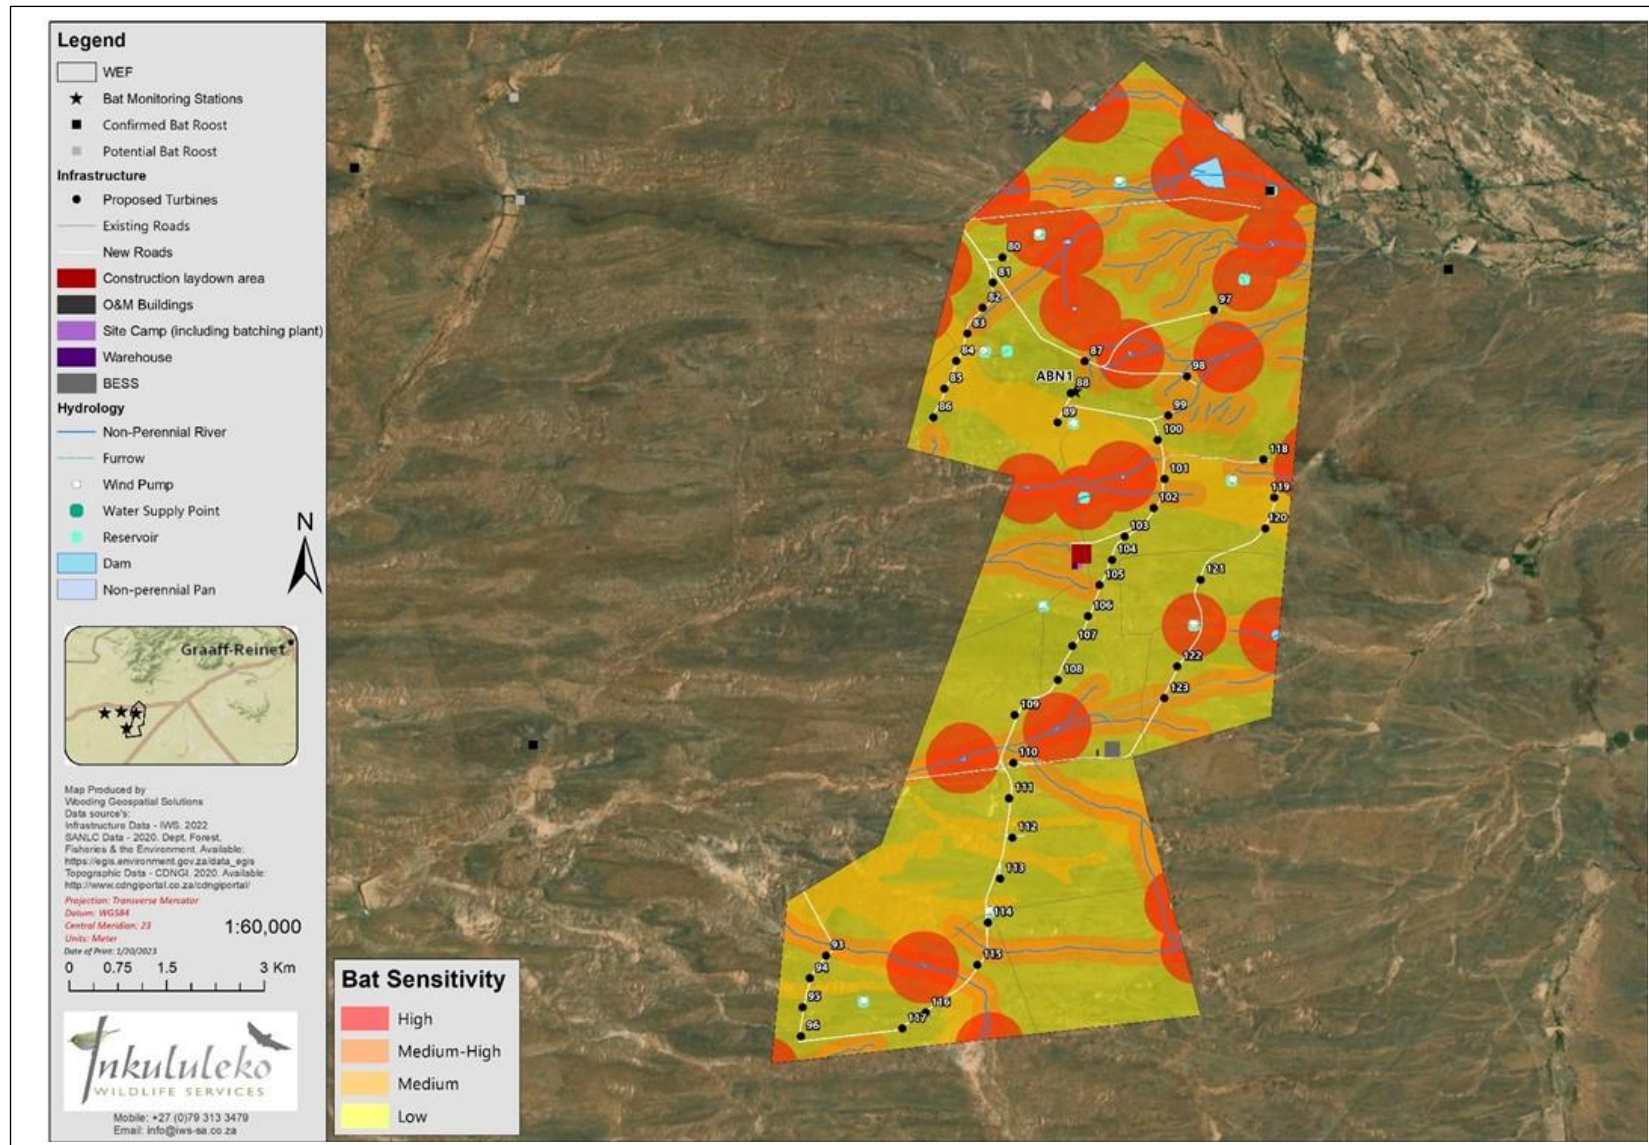 Legend
WEF
Bat Monitoring Stations
Confirmed Bat Roost
Potential Bat Roost
Infrastructure
Proposed Turbines
Existing Roads
New Roads
Construction laydown area
O&M Buildings
Site Camp (including batching plant)
Warehouse
BESS
Hydrology
Non-Perennial River
Furrow
Wind Pump
Water Supply Point
Reservoir
Dam
Non-perennial Pan
N
Graaff-Reinet
Map Produced by
Wooding Geospatial Solutions
Data source's:
Infrastructure Data - IWS. 2022
SANLC Data - 2020. Dept. Forest,
Fisheries & the Environment. Available:
https://egis.environment.gov.za/data_egis
Topographic Data - CDNGI. 2020. Available:
http://www.cdngiportal.co.za/cdngiportal/
Projection: Transverse Mercator
Datum: WGS84
Central Meridian: 23
Units: Meter
Date of Print: 1/20/2023
1:60,000
0 0.75 1.5 3 Km
Inkululeko
WILDLIFE SERVICES
Mobile: +27 (0)79 313 3479
Email: info@iws-sa.co.za
Bat Sensitivity
High
Medium-High
Medium
Low
80
81
82
97
83
84
87
98
85
ABN1
88
86
89
99
100
118
101
119
102
120
103
104
105
121
106
107
122
108
123
109
110
111
112
113
114
93
115
94
95
116
96
117